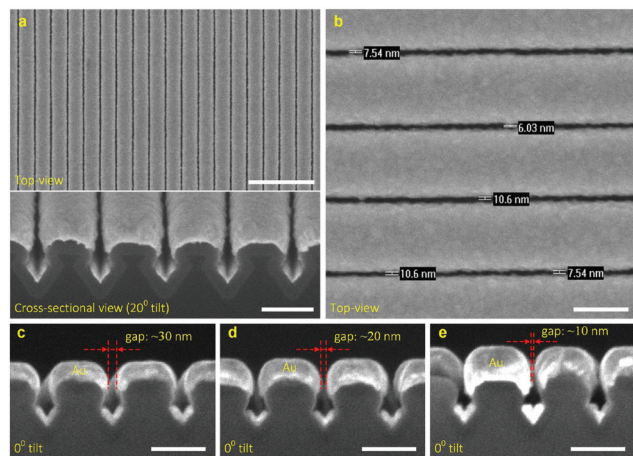 a
Top-view
Cross-sectional view (20⁰ tilt)
b
7.54 nm
6.03 nm
10.6 nm
10.6 nm
7.54 nm
Top-view
c
gap: ~30 nm
Au
0⁰ tilt
d
gap: ~20 nm
Au
0⁰ tilt
e
gap: ~10 nm
Au
0⁰ tilt